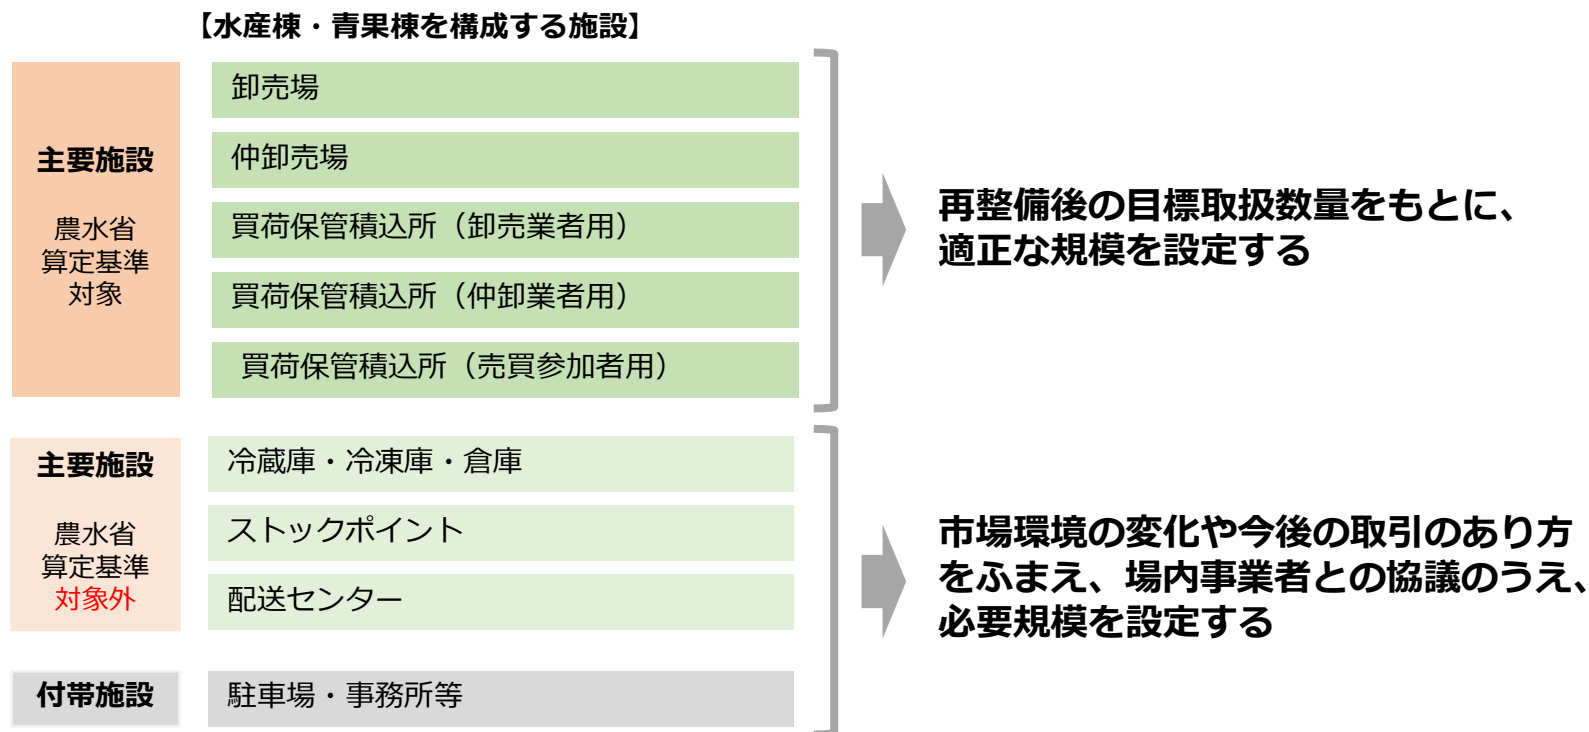 【水産棟・青果棟を構成する施設】
主要施設
農水省
算定基準
対象
卸売場
仲卸売場
買荷保管積込所（卸売業者用）
買荷保管積込所（仲卸業者用）
買荷保管積込所（売買参加者用）
再整備後の目標取扱数量をもとに、
適正な規模を設定する
主要施設
農水省
算定基準
対象外
冷蔵庫・冷凍庫・倉庫
ストックポイント
配送センター
付帯施設
駐車場・事務所等
市場環境の変化や今後の取引のあり方
をふまえ、場内事業者との協議のうえ、
必要規模を設定する